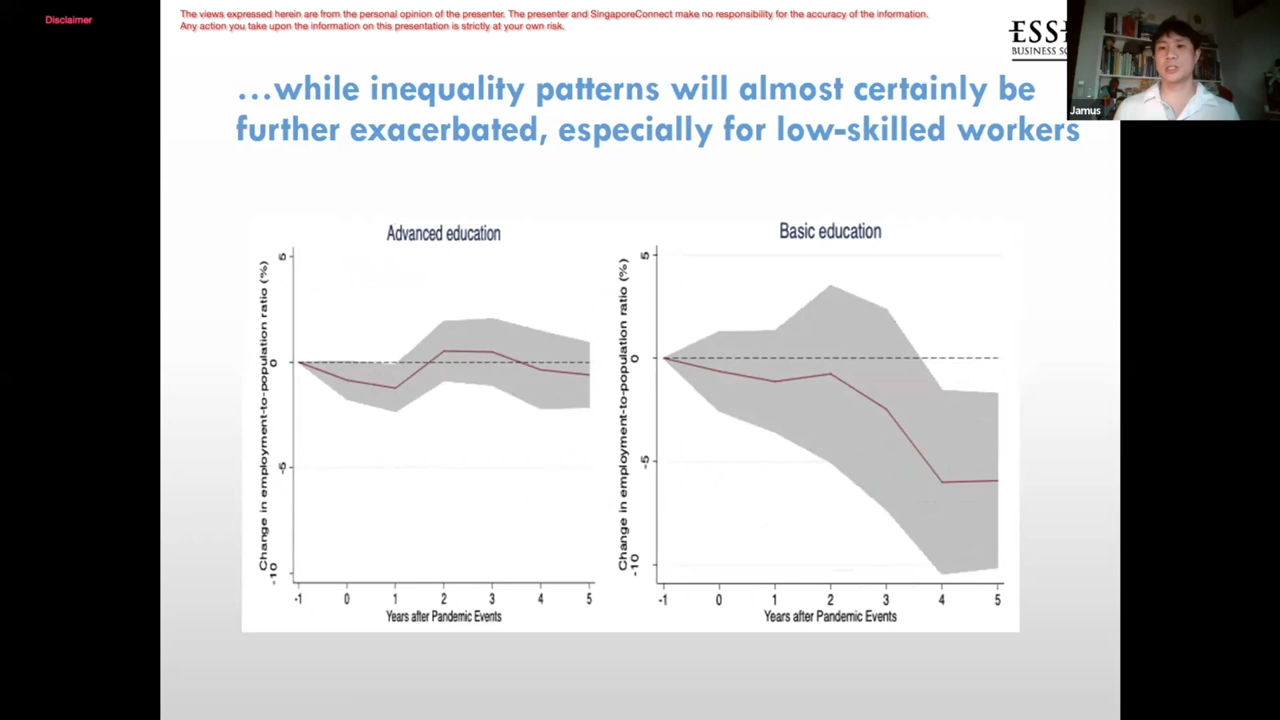 Disclaimer
The views expressed herein are from the personal opinion of the presenter. The presenter and SingaporeConnect make no responsibility for the accuracy of the information.
Any action you take upon the information on this presentation is strictly at your own risk.
BUSINESS
Jamus
…while inequality patterns will almost certainly be
further exacerbated, especially for low-skilled workers
Advanced education
Change in employment-to-population ratio (%)
5
0
-5
-10
-1 0 1 2 3 4 5
Years after Pandemic Events
Basic education
Change in employment-to-population ratio (%)
5
0
-5
-10
-1 0 1 2 3 4 5
Years after Pandemic Events